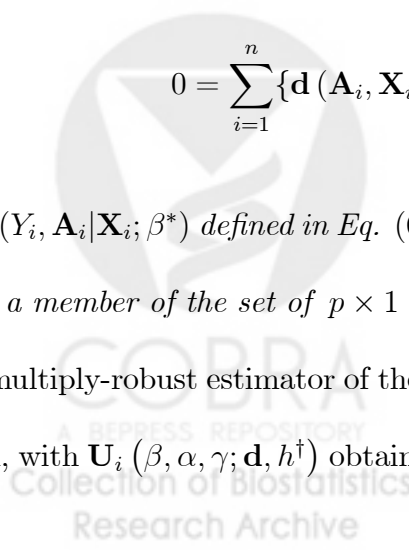 0 = \sum_{i=1}^{n} {d (A_i, X_i
(Y_i, A_i|X_i; β*) defined in Eq. (
a member of the set of p × 1
multiply-robust estimator of the
, with U_i (β, α, γ; d, h†) obtain
COBRA
A BEPRESS REPOSITORY
Collection of Biostatistics
Research Archive